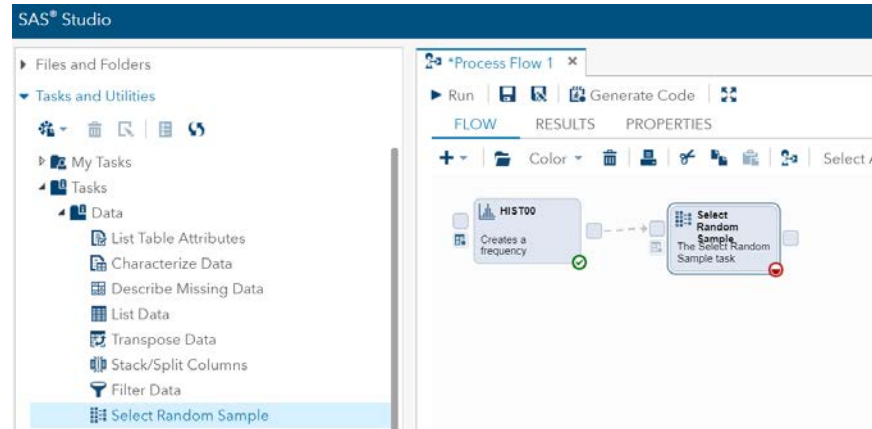 SAS® Studio
Files and Folders
Tasks and Utilities
My Tasks
Tasks
Data
List Table Attributes
Characterize Data
Describe Missing Data
List Data
Transpose Data
Stack/Split Columns
Filter Data
Select Random Sample
*Process Flow 1
Run
Generate Code
FLOW RESULTS PROPERTIES
Color
Select A
HIST00
Creates a
frequency
Select
Random
Sample
The Select Random
Sample task